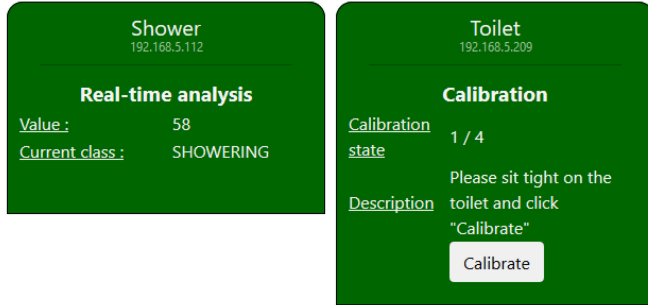 Shower
192.168.5.112
Real-time analysis
Value : 58
Current class : SHOWERING
Toilet
192.168.5.209
Calibration
Calibration
state
1 / 4
Description
Please sit tight on the
toilet and click
"Calibrate"
Calibrate